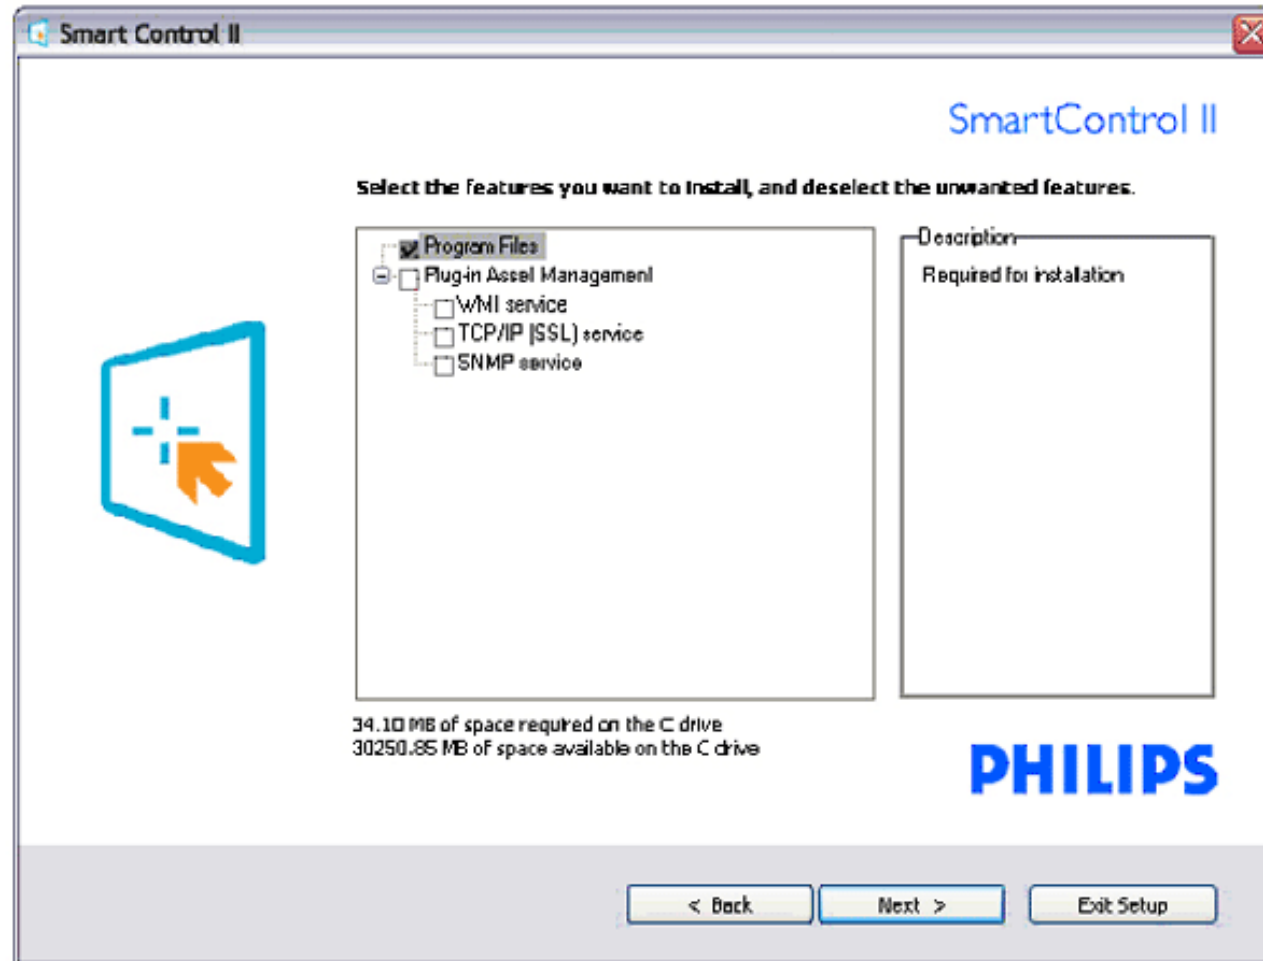 Smart Control II
SmartControl II
Select the features you want to install, and deselect the unwanted features.
Program Files
Plug-in Asset Management
WMI service
TCP/IP (SSL) service
SNMP service
Description
Required for installation
34.10 MB of space required on the C drive
30250.85 MB of space available on the C drive
PHILIPS
< Back
Next >
Exit Setup